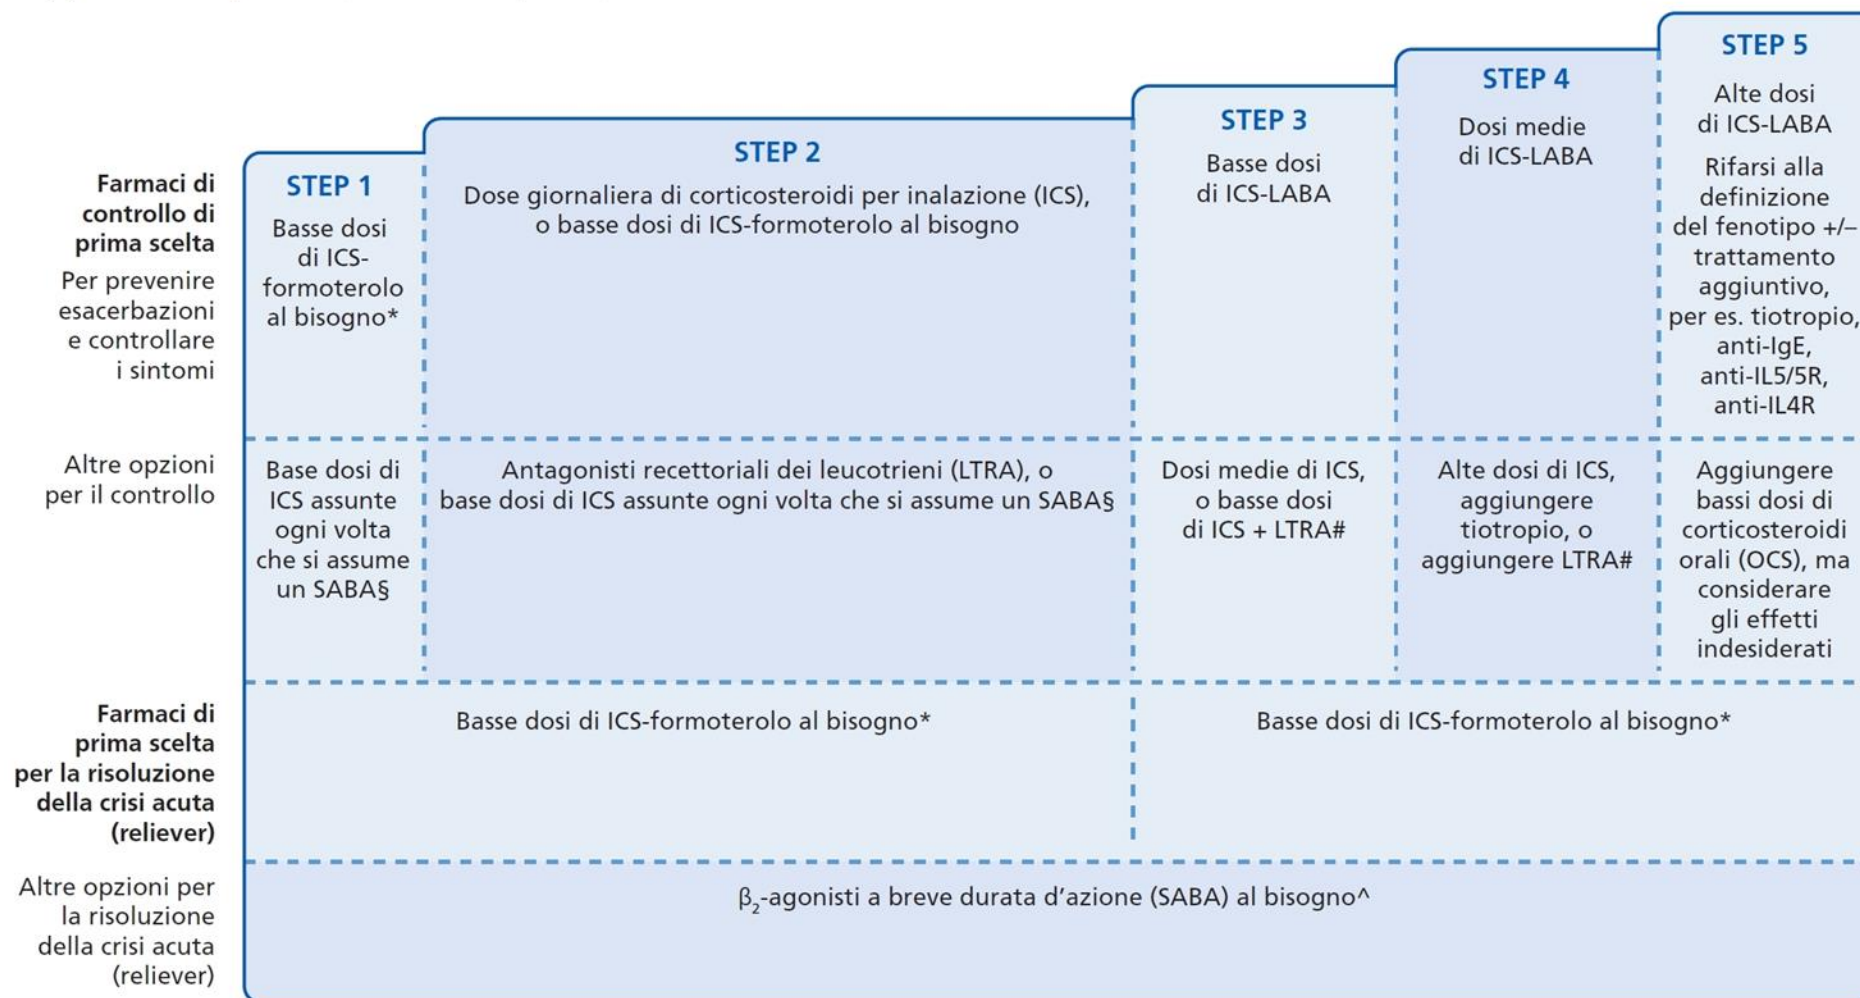 STEP 1
Basse dosi
di ICS-
formoterolo
al bisogno*
STEP 2
Dose giornaliera di corticosteroidi per inalazione (ICS),
o basse dosi di ICS-formoterolo al bisogno
STEP 3
Basse dosi
di ICS-LABA
STEP 4
Dosi medie
di ICS-LABA
STEP 5
Alte dosi
di ICS-LABA
Rifarsi alla
definizione
del fenotipo +/–
trattamento
aggiuntivo,
per es. tiotropio,
anti-IgE,
anti-IL5/5R,
anti-IL4R
Farmaci di
controllo di
prima scelta
Per prevenire
esacerbazioni
e controllare
i sintomi
Altre opzioni
per il controllo
Base dosi di
ICS assunte
ogni volta
che si assume
un SABA§
Antagonisti recettoriali dei leucotrieni (LTRA), o
base dosi di ICS assunte ogni volta che si assume un SABA§
Dosi medie di ICS,
o basse dosi
di ICS + LTRA#
Alte dosi di ICS,
aggiungere
tiotropio, o
aggiungere LTRA#
Aggiungere
bassi dosi di
corticosteroidi
orali (OCS), ma
considerare
gli effetti
indesiderati
Farmaci di
prima scelta
per la risoluzione
della crisi acuta
(reliever)
Basse dosi di ICS-formoterolo al bisogno*
Basse dosi di ICS-formoterolo al bisogno*
Altre opzioni per
la risoluzione
della crisi acuta
(reliever)
β₂-agonisti a breve durata d'azione (SABA) al bisogno^